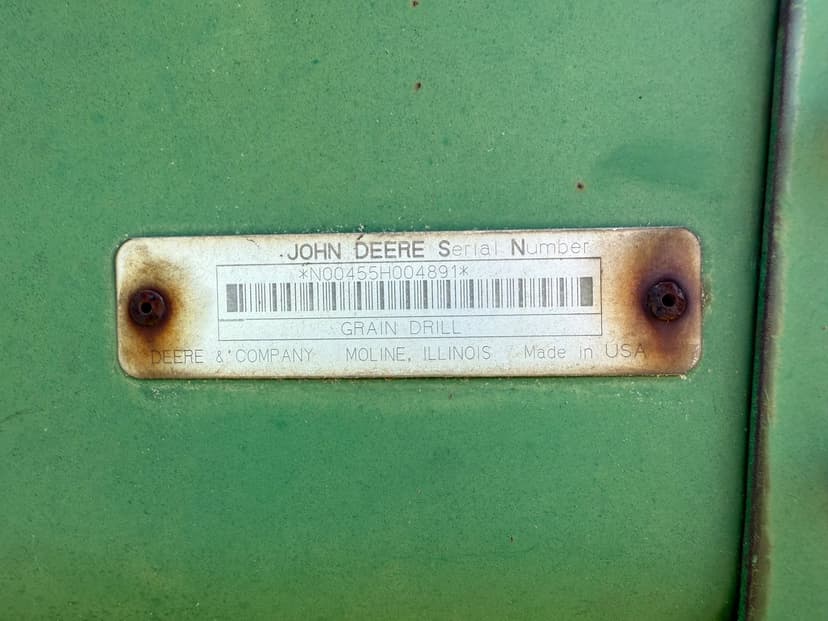 JOHN DEERE Serial Number
*N00455H004891*
GRAIN DRILL
DEERE & COMPANY MOLINE, ILLINOIS Made in USA